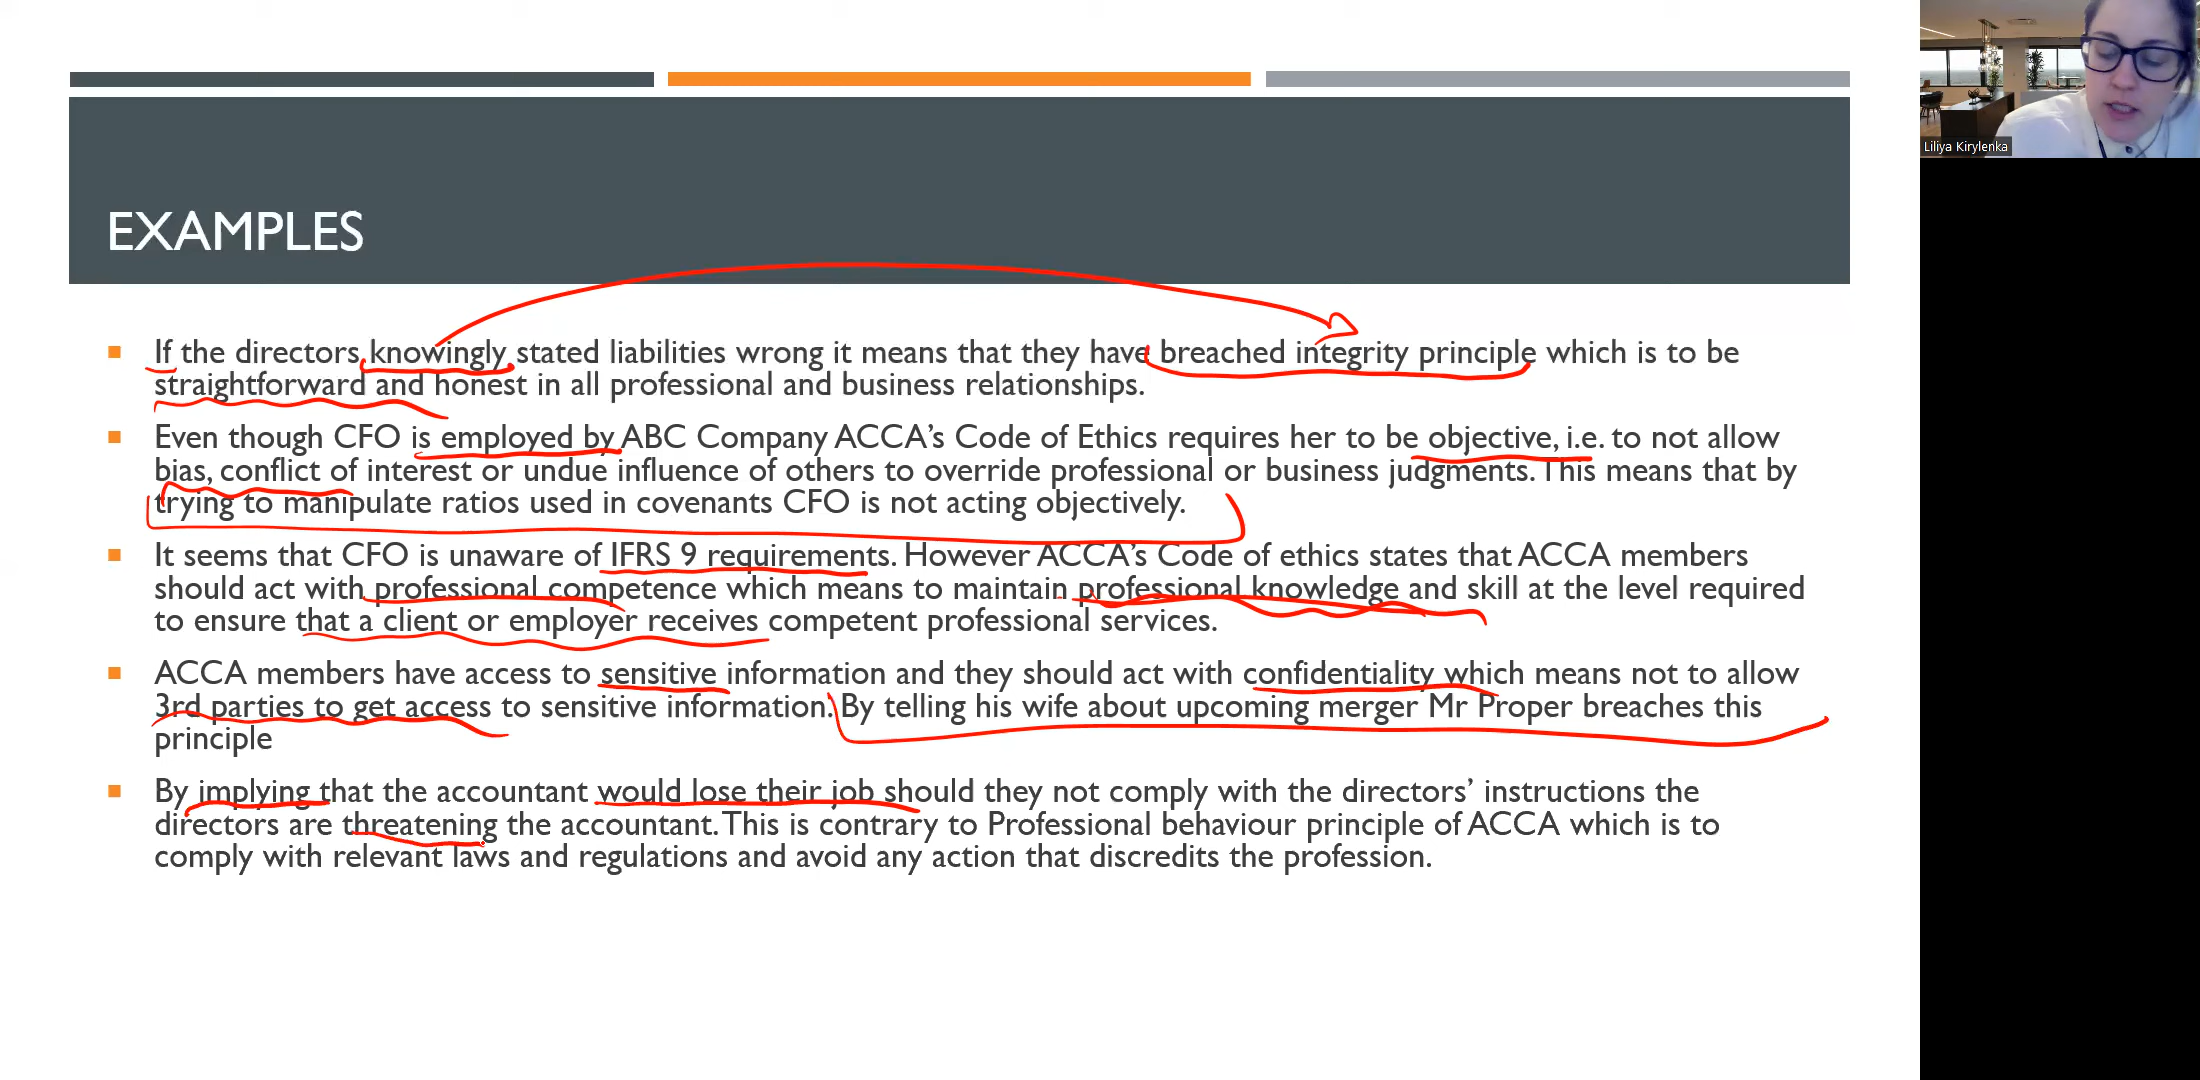 Liliya Kirylenka
EXAMPLES
If the directors knowingly stated liabilities wrong it means that they have breached integrity principle which is to be
straightforward and honest in all professional and business relationships.
Even though CFO is employed by ABC Company ACCA's Code of Ethics requires her to be objective, i.e. to not allow
bias, conflict of interest or undue influence of others to override professional or business judgments. This means that by
trying to manipulate ratios used in covenants CFO is not acting objectively.
It seems that CFO is unaware of IFRS 9 requirements. However ACCA's Code of ethics states that ACCA members
should act with professional competence which means to maintain professional knowledge and skill at the level required
to ensure that a client or employer receives competent professional services.
ACCA members have access to sensitive information and they should act with confidentiality which means not to allow
3rd parties to get access to sensitive information. By telling his wife about upcoming merger Mr Proper breaches this
principle
By implying that the accountant would lose their job should they not comply with the directors' instructions the
directors are threatening the accountant. This is contrary to Professional behaviour principle of ACCA which is to
comply with relevant laws and regulations and avoid any action that discredits the profession.